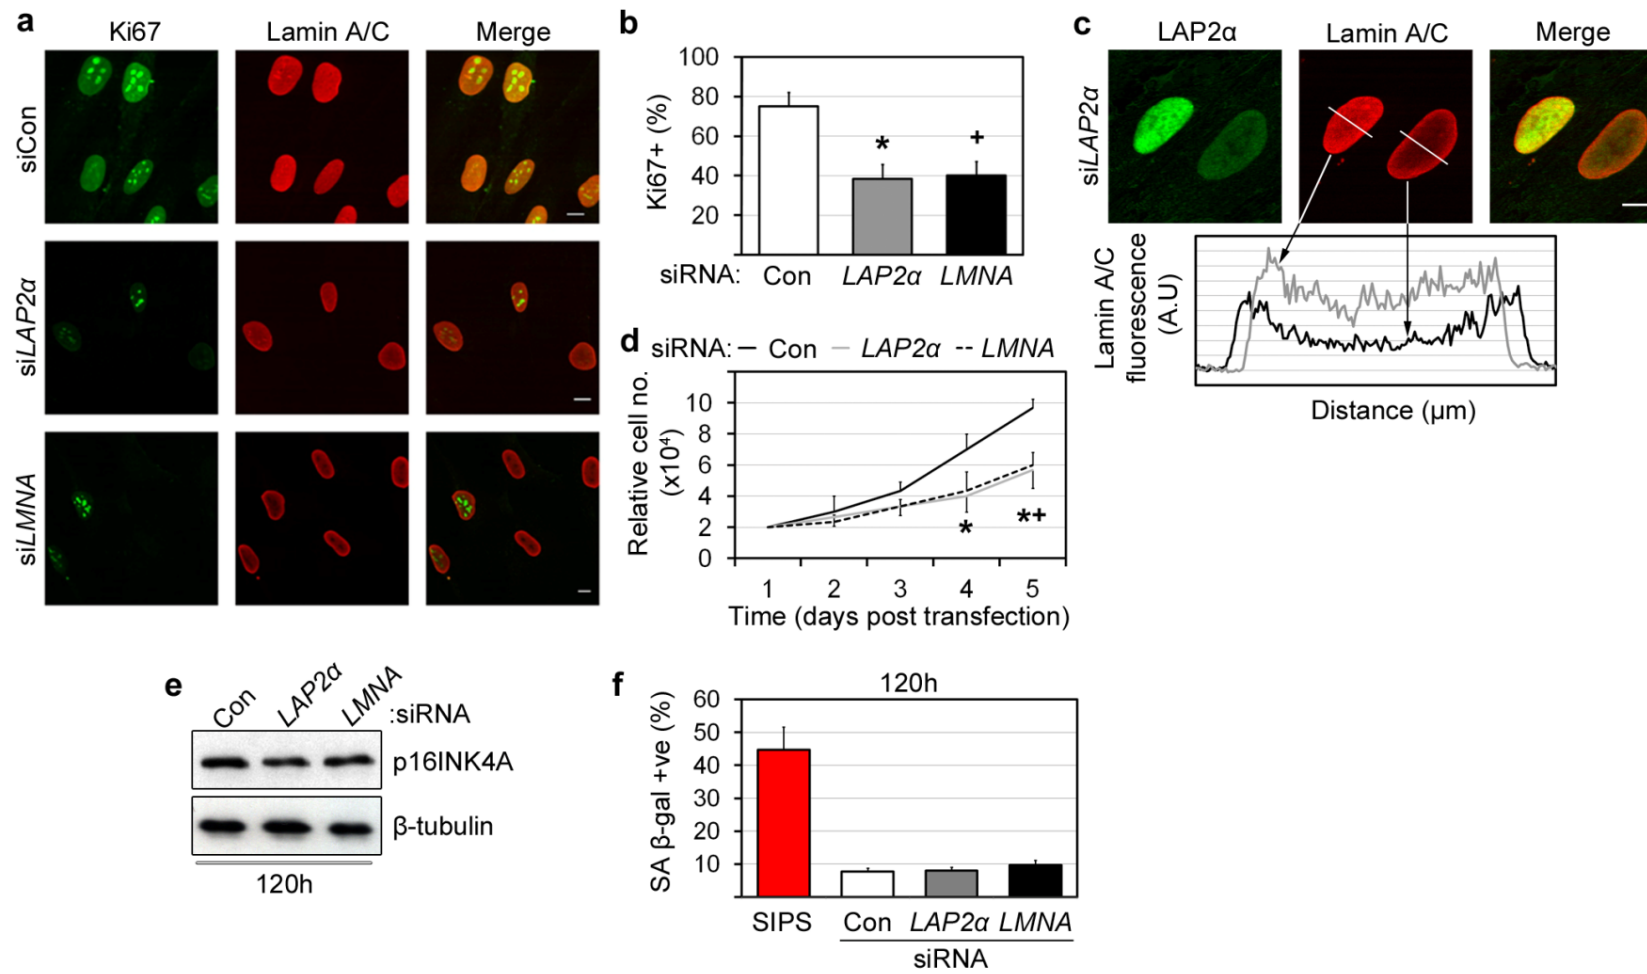 a
Ki67 Lamin A/C Merge
siCon
siLAP2α
siLMNA
b
Ki67+ (%)
100
80
60
40
20
*
+
siRNA: Con LAP2α LMNA
c
LAP2α Lamin A/C Merge
siLAP2α
Lamin A/C
fluorescence
(A.U)
Distance (µm)
d
siRNA: Con LAP2α LMNA
Relative cell no.
(x10⁴)
10
8
6
4
2
0
*
*+
1 2 3 4 5
Time (days post transfection)
e
Con LAP2α LMNA :siRNA
p16INK4A
β-tubulin
120h
f
120h
SA β-gal +ve (%)
60
50
40
30
20
10
SIPS Con LAP2α LMNA
siRNA